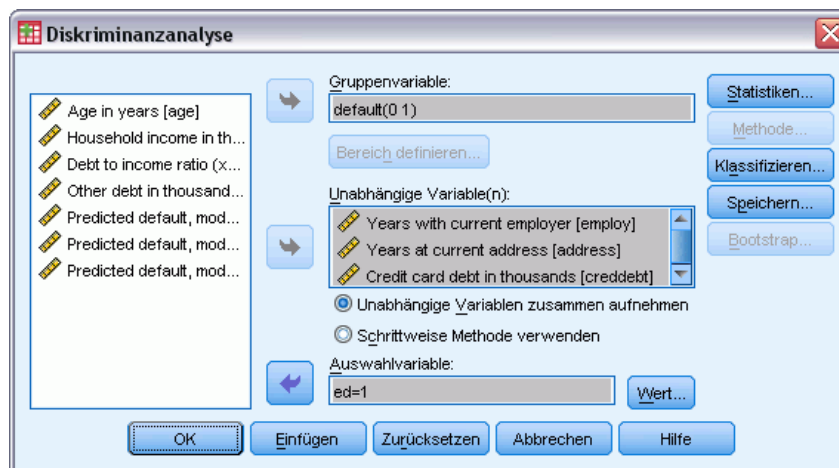 Diskriminanzanalyse
Age in years [age]
Household income in th...
Debt to income ratio (x...
Other debt in thousand...
Predicted default, mod...
Predicted default, mod...
Predicted default, mod...
Gruppenvariable:
default(0 1)
Bereich definieren...
Unabhängige Variable(n):
Years with current employer [employ]
Years at current address [address]
Credit card debt in thousands [creddebt]
Unabhängige Variablen zusammen aufnehmen
Schrittweise Methode verwenden
Auswahlvariable:
ed=1
Wert...
Statistiken...
Methode...
Klassifizieren...
Speichern...
Bootstrap...
OK
Einfügen
Zurücksetzen
Abbrechen
Hilfe